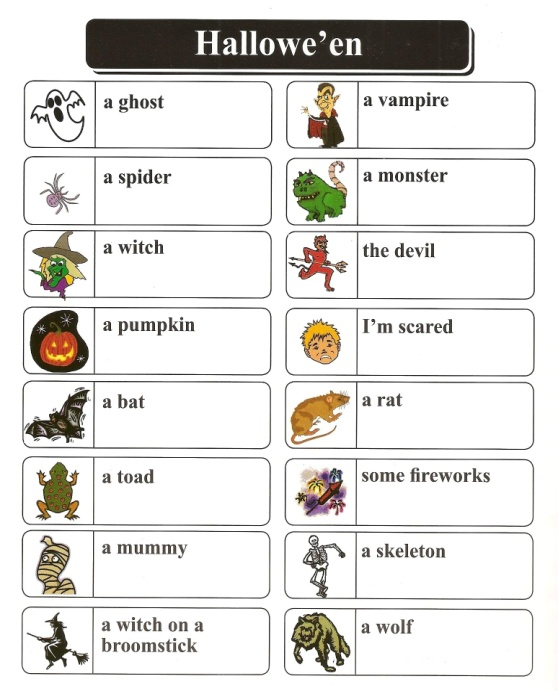 Hallowe'en
a ghost
a vampire
a spider
a monster
a witch
the devil
a pumpkin
I'm scared
a bat
a rat
a toad
some fireworks
a mummy
a skeleton
a witch on a
broomstick
a wolf